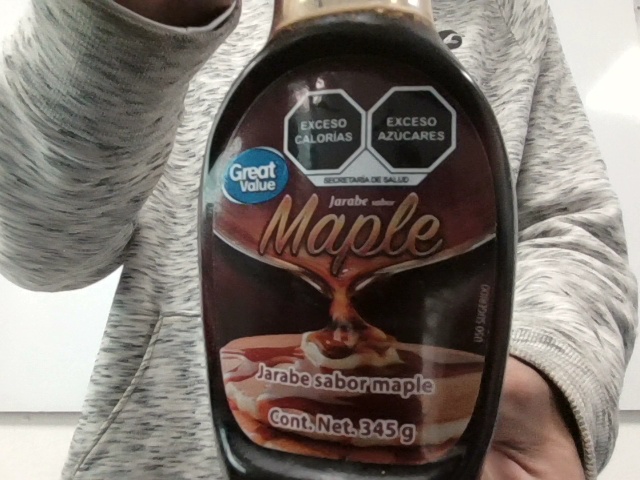 EXCESO
CALORÍAS
EXCESO
AZÚCARES
SECRETARÍA DE SALUD
Great
Value
Jarabe sabor
Maple
USO SUGERIDO
Jarabe sabor maple
Cont. Net. 345 g